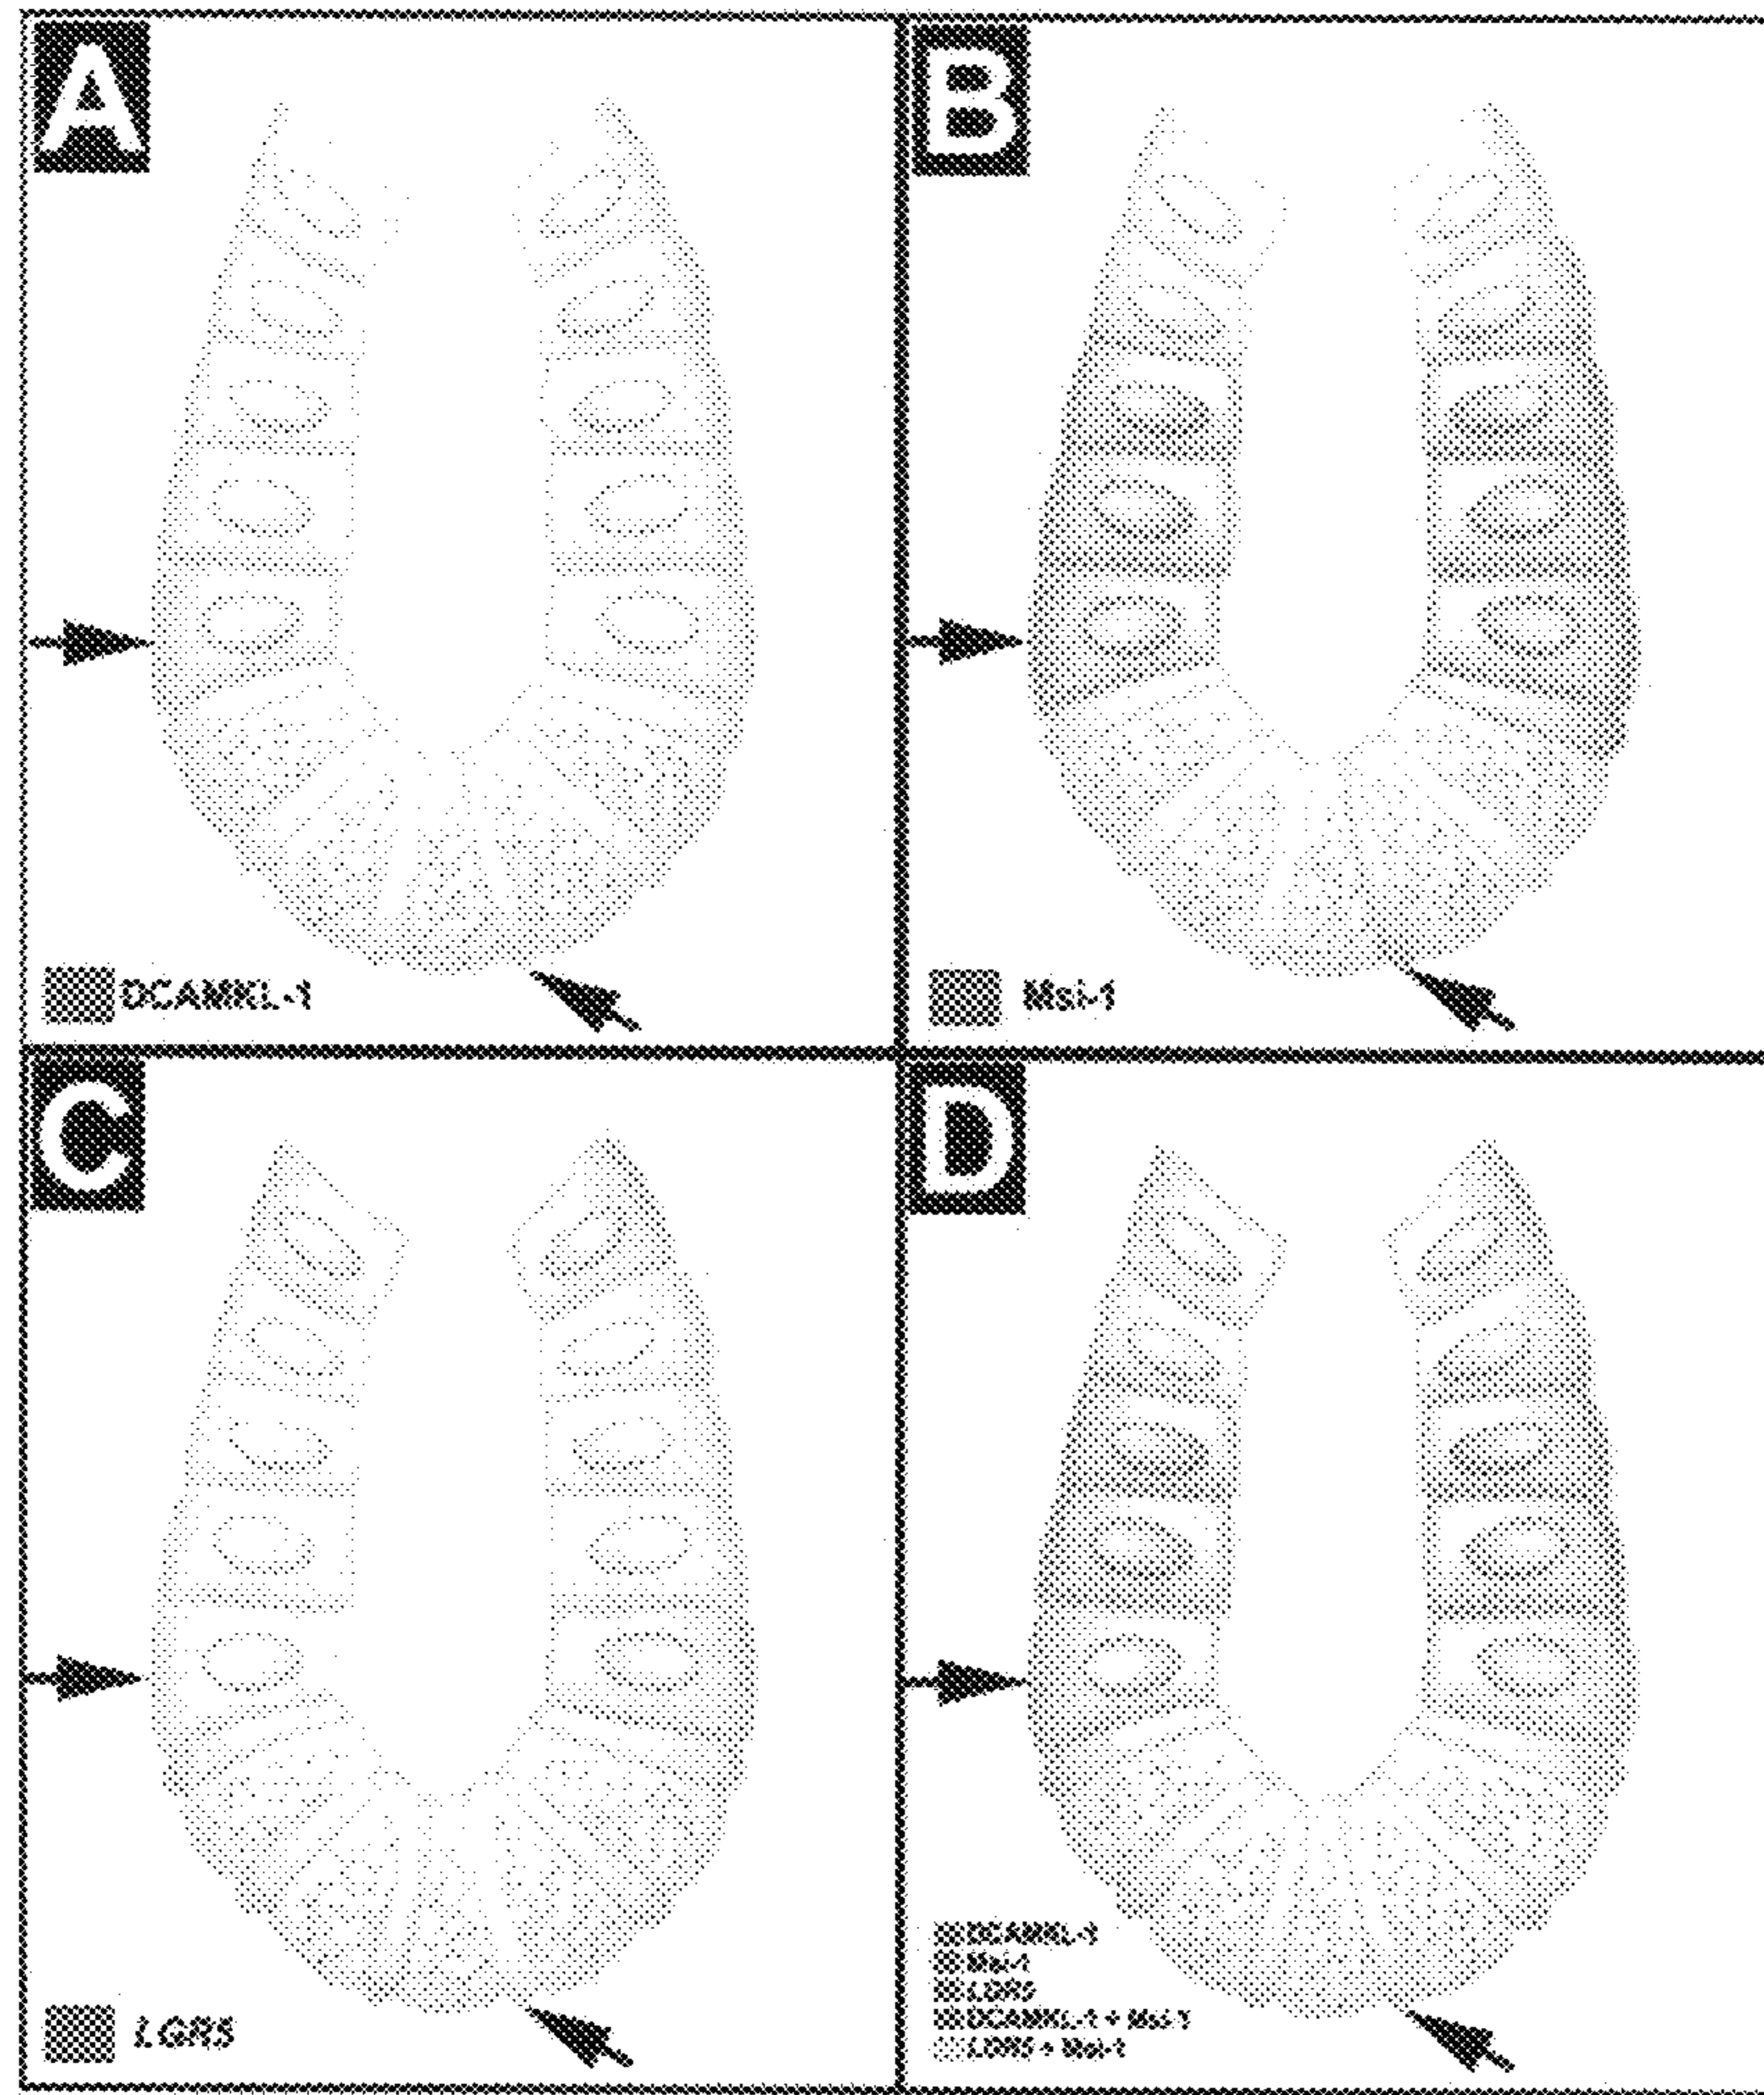 A
B
DCAMKL-1
Msi-1
C
D
LGR5
DCAMKL-1
Msi-1
LGR5
DCAMKL-1 + Msi-1
LGR5 + Msi-1